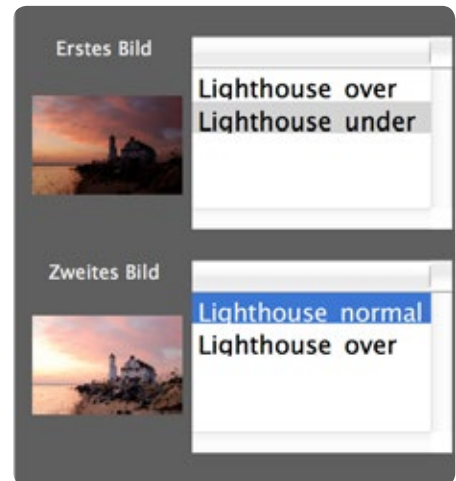 Erstes Bild
Lighthouse over
Lighthouse under
Zweites Bild
Lighthouse normal
Lighthouse over